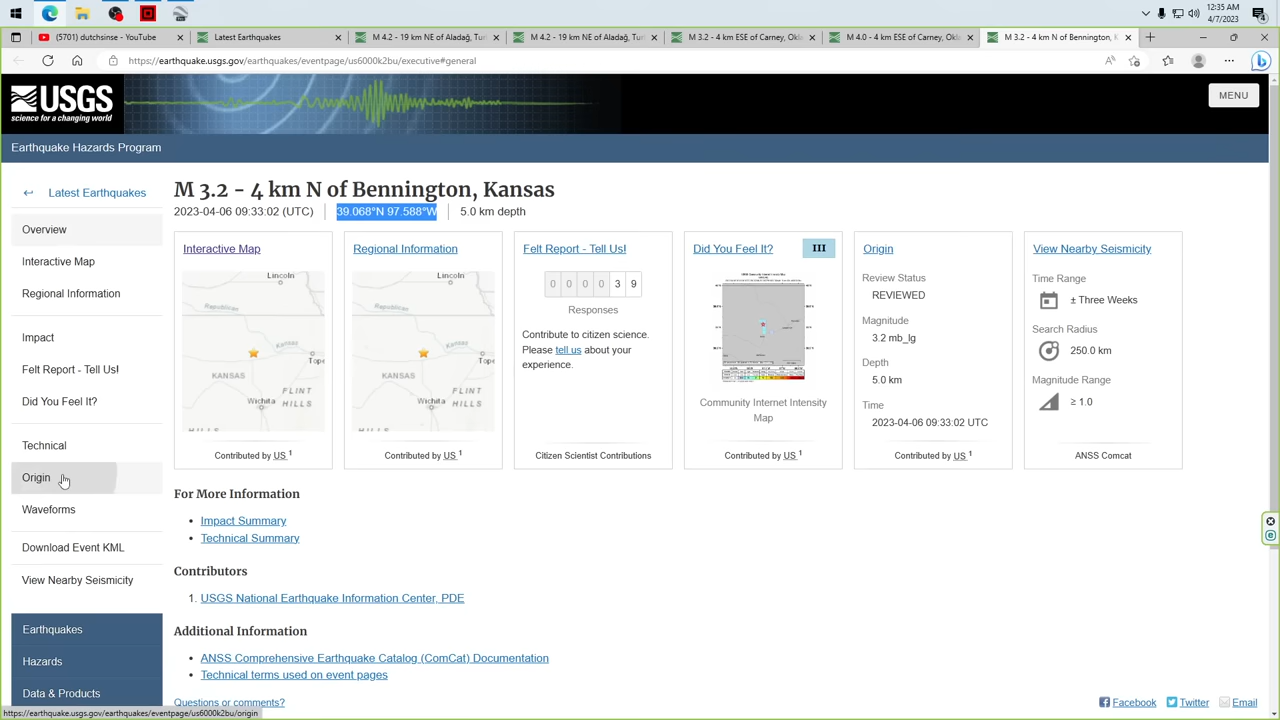 12:35 AM
4/7/2023
4
(5701) dutchsinse - YouTube
Latest Earthquakes
M 4.2 - 19 km NE of Aladağ, Tur
M 4.2 - 19 km NE of Aladağ, Tur
M 3.2 - 4 km ESE of Carney, Okl
M 4.0 - 4 km ESE of Carney, Okl
M 3.2 - 4 km N of Bennington, K
https://earthquake.usgs.gov/earthquakes/eventpage/us6000k2bu/executive#general
USGS
science for a changing world
MENU
Earthquake Hazards Program
Latest Earthquakes
Overview
Interactive Map
Regional Information
Impact
Felt Report - Tell Us!
Did You Feel It?
Technical
Origin
Waveforms
Download Event KML
View Nearby Seismicity
Earthquakes
Hazards
Data & Products
M 3.2 - 4 km N of Bennington, Kansas
2023-04-06 09:33:02 (UTC)
39.068°N 97.588°W
5.0 km depth
Interactive Map
Lincoln
Republican
Kansas
Tope
KANSAS
FLINT
HILLS
Wichita
Contributed by US 1
Regional Information
Lincoln
Republican
Kansas
Tope
KANSAS
FLINT
HILLS
Wichita
Contributed by US 1
Felt Report - Tell Us!
0 0 0 0 3 9
Responses
Contribute to citizen science.
Please tell us about your
experience.
Citizen Scientist Contributions
Did You Feel It?
III
Community Internet Intensity
Map
Contributed by US 1
Origin
Review Status
REVIEWED
Magnitude
3.2 mb_lg
Depth
5.0 km
Time
2023-04-06 09:33:02 UTC
Contributed by US 1
View Nearby Seismicity
Time Range
± Three Weeks
Search Radius
250.0 km
Magnitude Range
≥ 1.0
ANSS Comcat
For More Information
Impact Summary
Technical Summary
Contributors
1. USGS National Earthquake Information Center, PDE
Additional Information
ANSS Comprehensive Earthquake Catalog (ComCat) Documentation
Technical terms used on event pages
Questions or comments?
Facebook
Twitter
Email
https://earthquake.usgs.gov/earthquakes/eventpage/us6000k2bu/origin